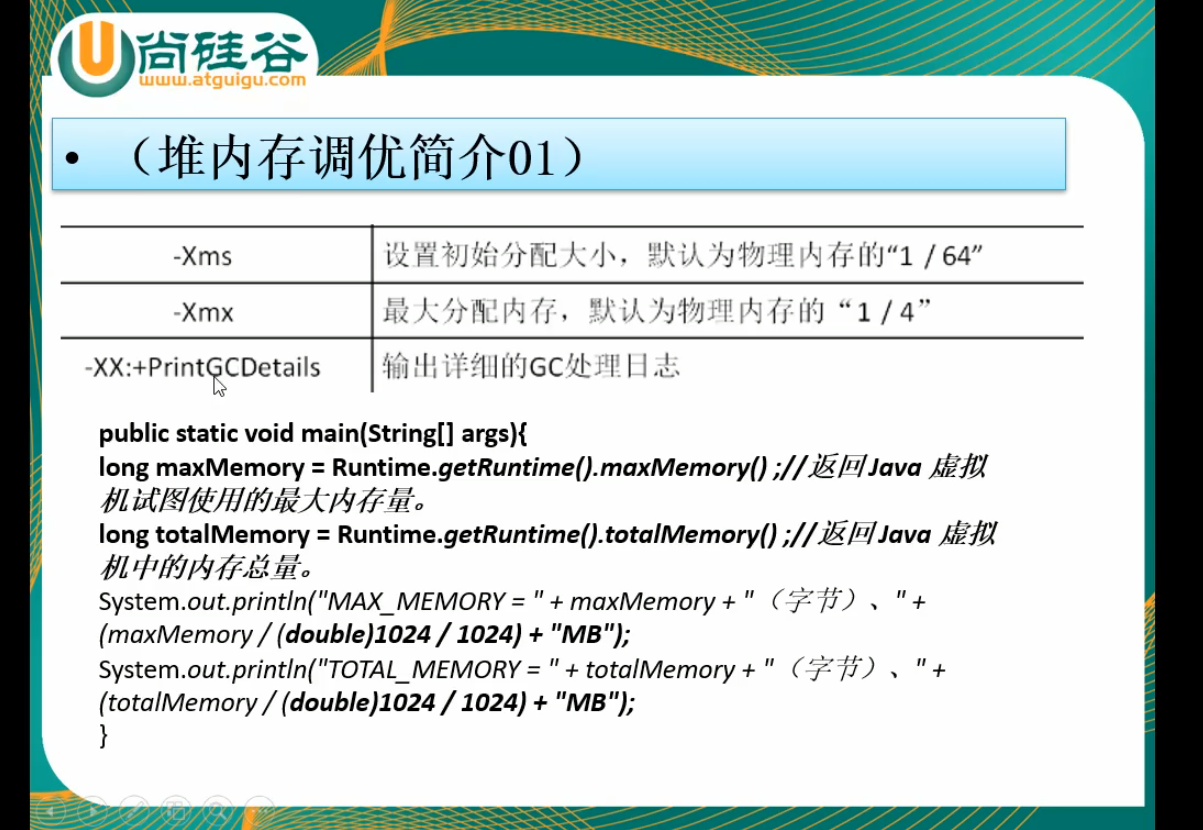 尚硅谷
www.atguigu.com
• （堆内存调优简介01）
-Xms 设置初始分配大小，默认为物理内存的“1 / 64”
-Xmx 最大分配内存，默认为物理内存的“1 / 4”
-XX:+PrintGCDetails 输出详细的GC处理日志
public static void main(String[] args){
long maxMemory = Runtime.getRuntime().maxMemory() ;//返回Java 虚拟
机试图使用的最大内存量。
long totalMemory = Runtime.getRuntime().totalMemory() ;//返回Java 虚拟
机中的内存总量。
System.out.println("MAX_MEMORY = " + maxMemory + "（字节）、" +
(maxMemory / (double)1024 / 1024) + "MB");
System.out.println("TOTAL_MEMORY = " + totalMemory + "（字节）、" +
(totalMemory / (double)1024 / 1024) + "MB");
}